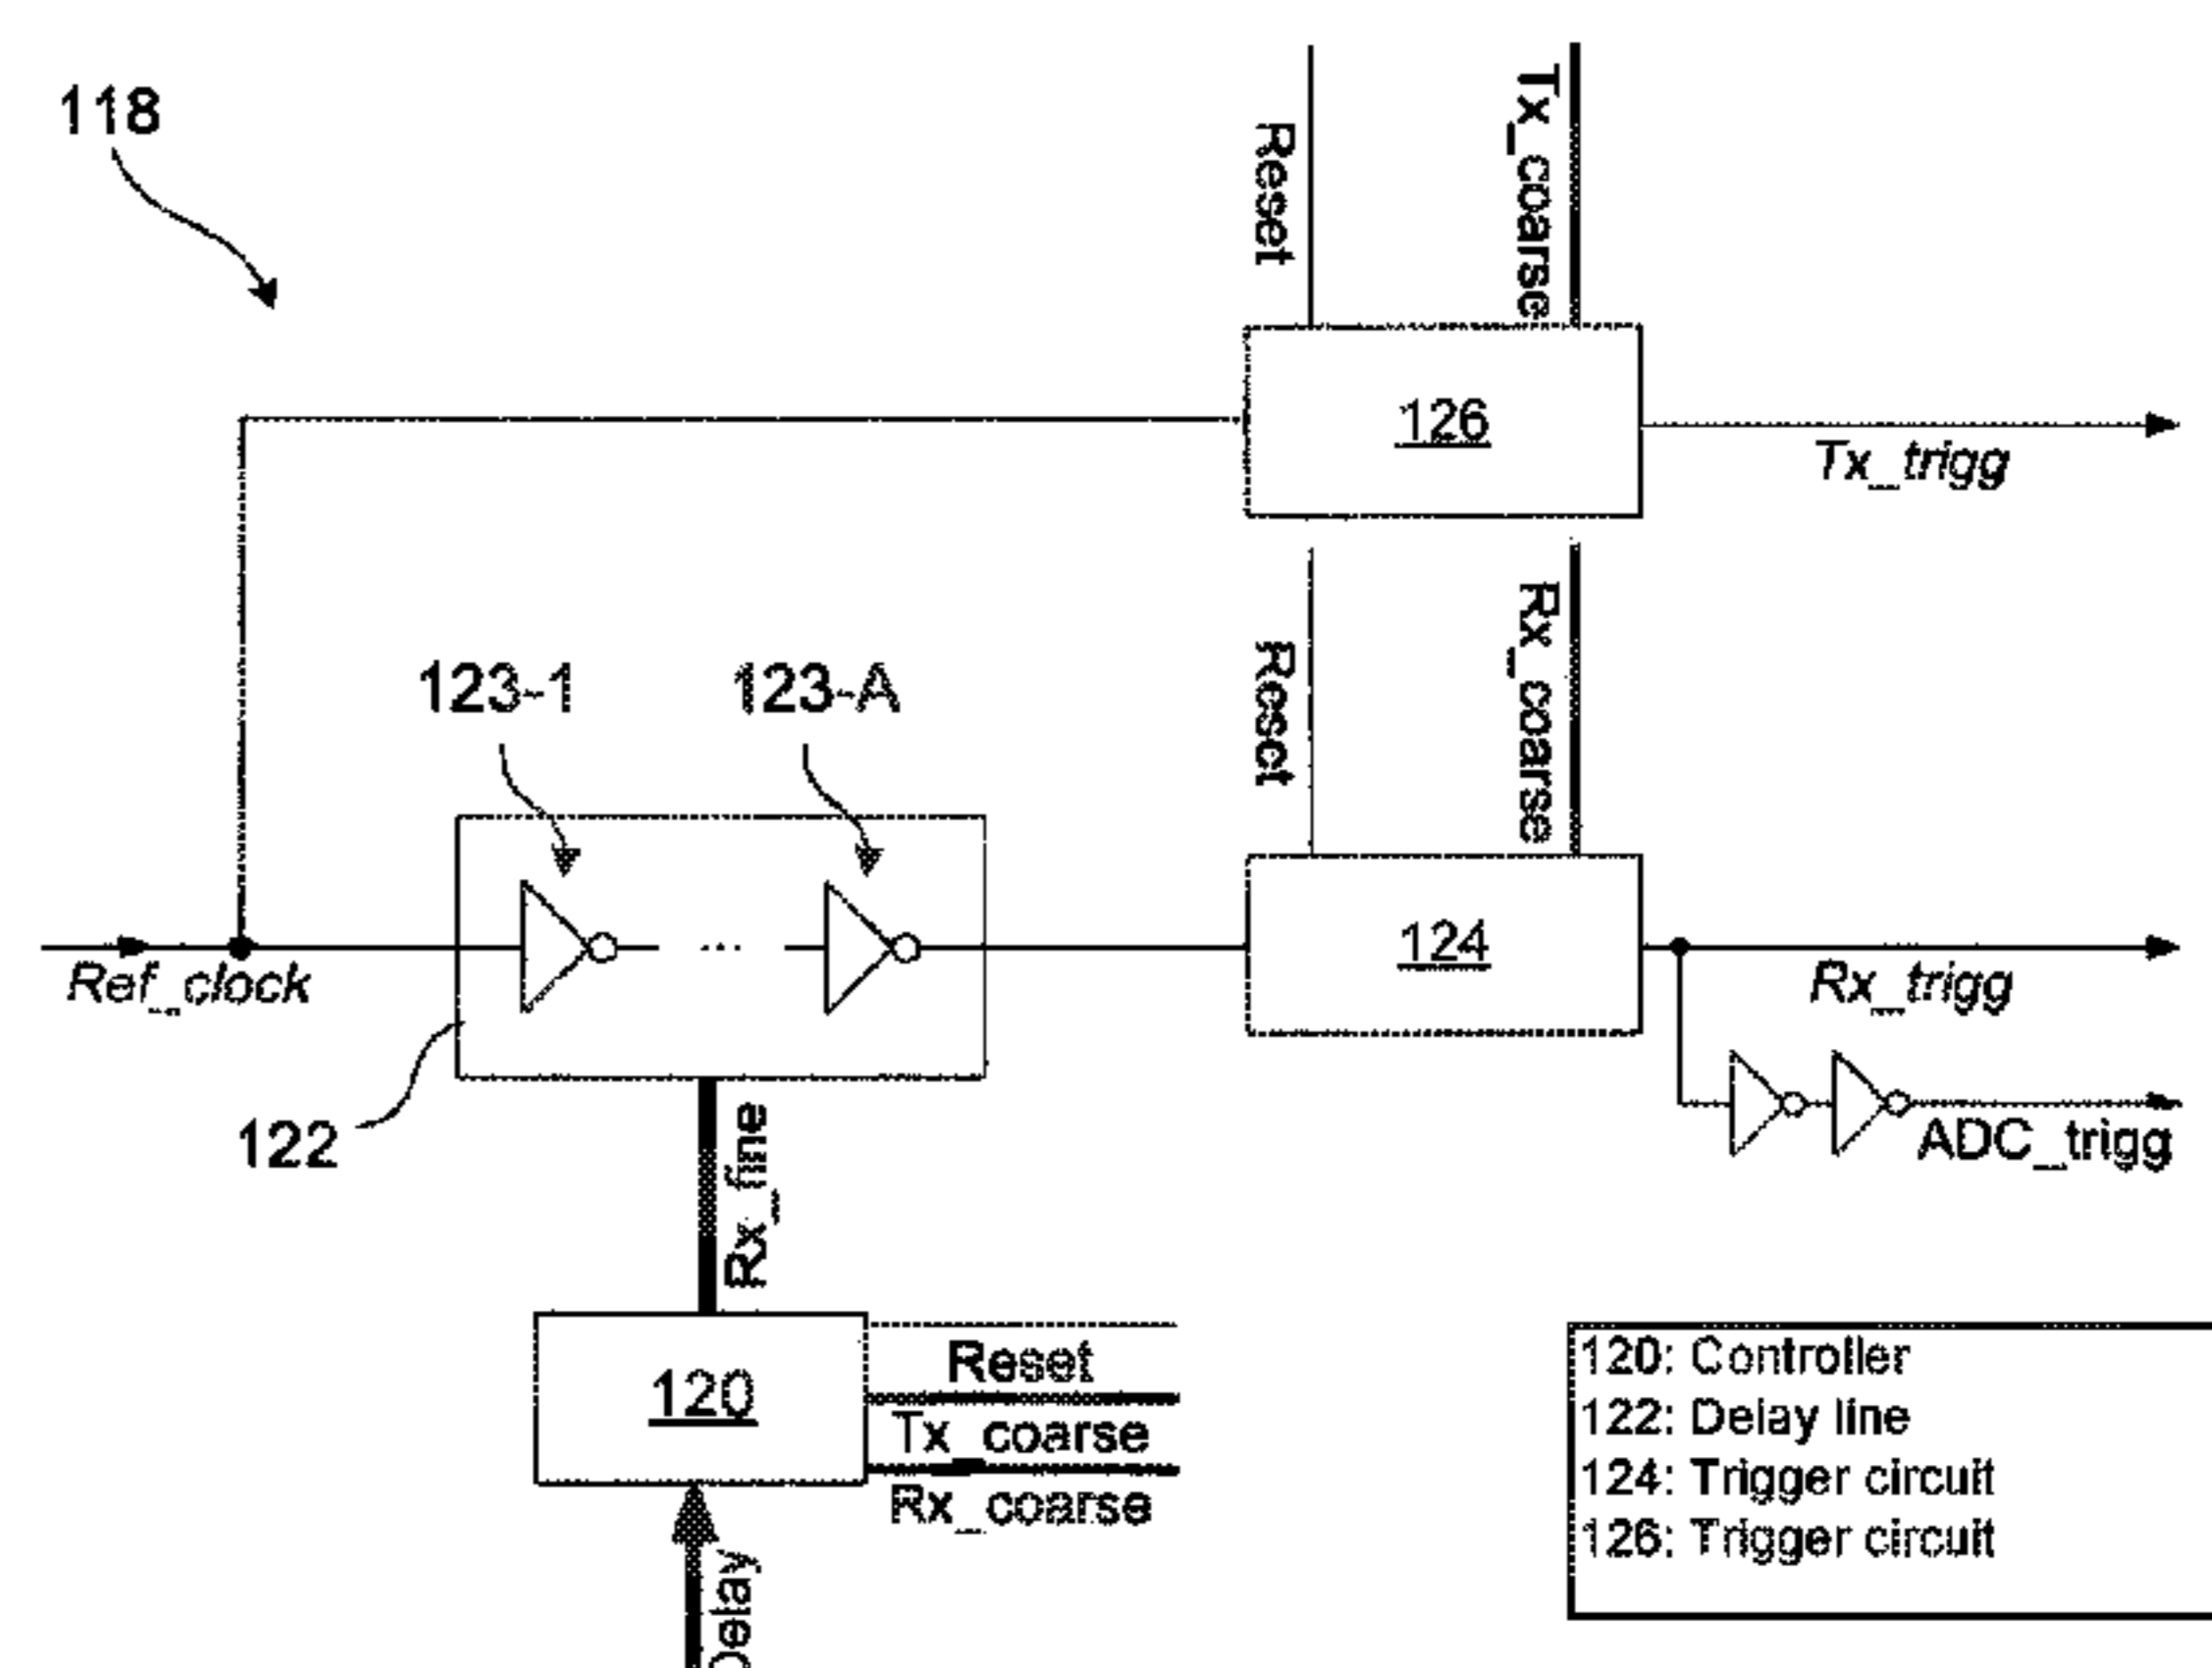 118
Reset
Tx_coarse
126
Tx_trigg
123-1
123-A
Reset
Rx_coarse
Ref_clock
124
Rx_trigg
122
Rx_fine
ADC_trigg
120
Reset
Tx_coarse
Rx_coarse
Delay
120: Controller
122: Delay line
124: Trigger circuit
126: Trigger circuit